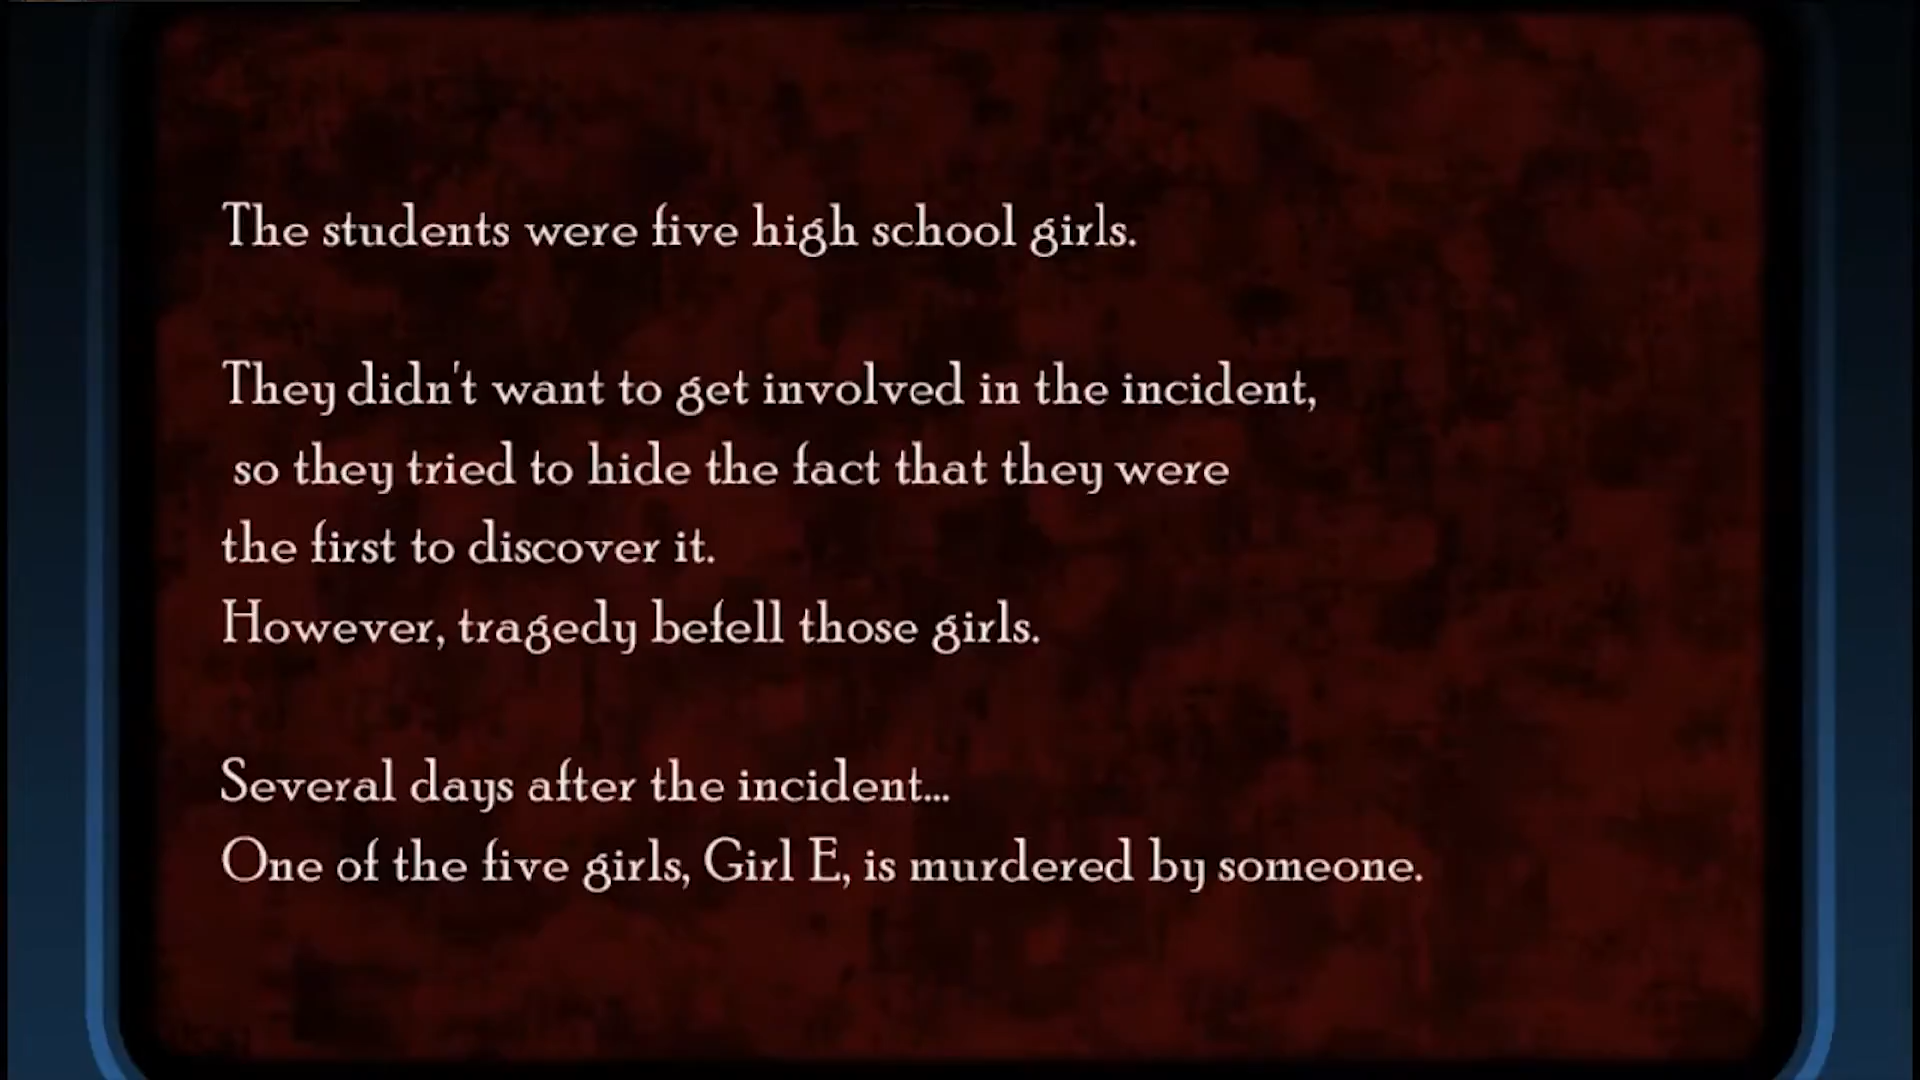 The students were five high school girls.
They didn't want to get involved in the incident,
so they tried to hide the fact that they were
the first to discover it.
However, tragedy befell those girls.
Several days after the incident...
One of the five girls, Girl E, is murdered by someone.